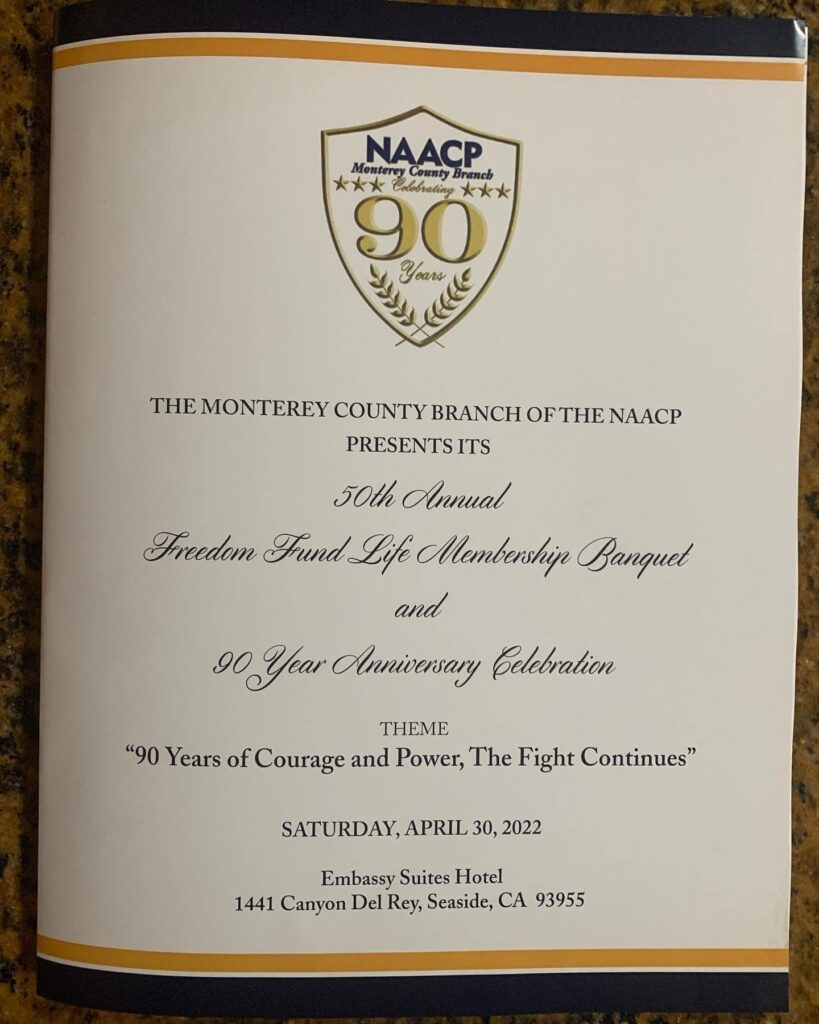 NAACP
Monterey County Branch
Celebrating
90
Years
THE MONTEREY COUNTY BRANCH OF THE NAACP
PRESENTS ITS
50th Annual
Freedom Fund Life Membership Banquet
and
90 Year Anniversary Celebration
THEME
“90 Years of Courage and Power, The Fight Continues”
SATURDAY, APRIL 30, 2022
Embassy Suites Hotel
1441 Canyon Del Rey, Seaside, CA 93955